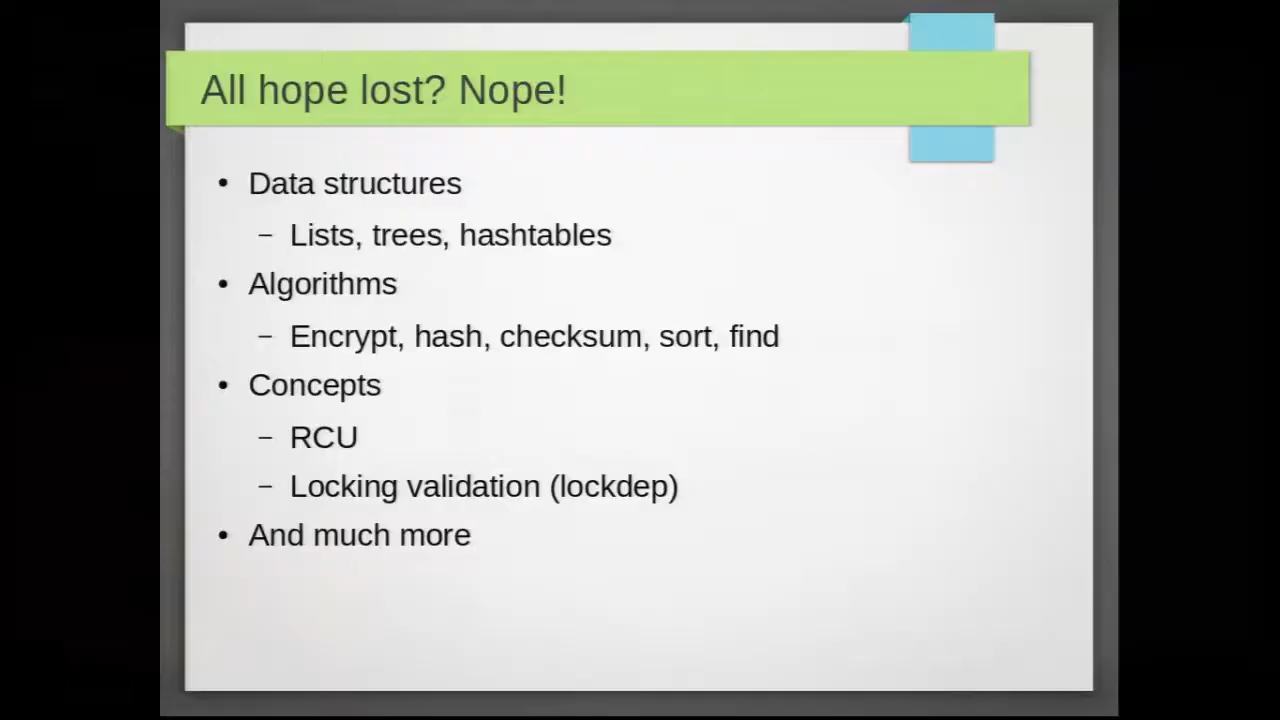 All hope lost? Nope!
• Data structures
– Lists, trees, hashtables
• Algorithms
– Encrypt, hash, checksum, sort, find
• Concepts
– RCU
– Locking validation (lockdep)
• And much more